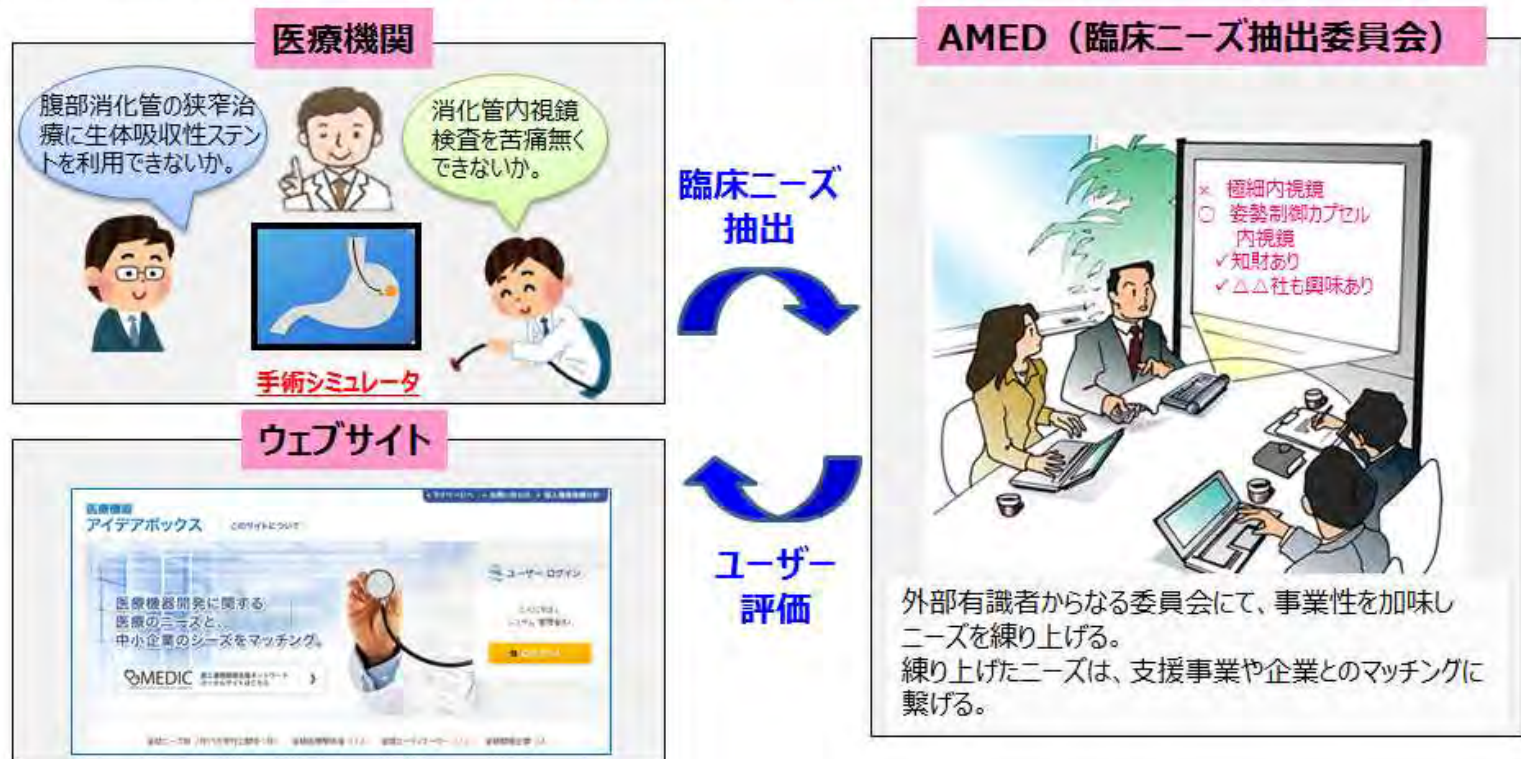 医療機関
腹部消化管の狭窄治
療に生体吸収性ステン
トを利用できないか。
消化管内視鏡
検査を苦痛無く
できないか。
手術シミュレータ
ウェブサイト
医療機器
アイデアボックス
このサイトについて
医療機器開発に関する
医療のニーズと、
中小企業のシーズをマッチング。
MEDIC
ユーザー ログイン
臨床ニーズ
抽出
ユーザー
評価
AMED（臨床ニーズ抽出委員会）
× 極細内視鏡
○ 姿勢制御カプセル
内視鏡
✓知財あり
✓△△社も興味あり
外部有識者からなる委員会にて、事業性を加味し
ニーズを練り上げる。
練り上げたニーズは、支援事業や企業とのマッチングに
繋げる。